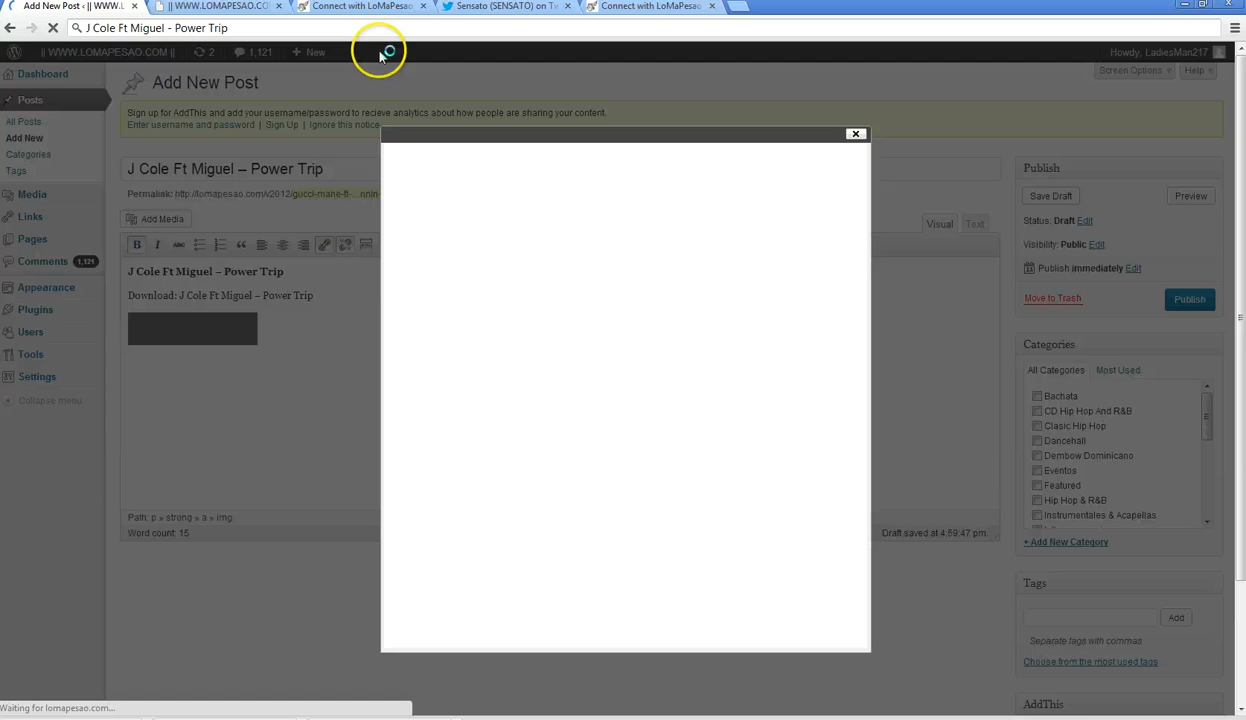 Add New Post ‹ || WWW.L
|| WWW.LOMAPESAO.COM
Connect with LoMaPesao
Sensato (SENSATO) on Tw
Connect with LoMaPesao
J Cole Ft Miguel - Power Trip
|| WWW.LOMAPESAO.COM ||
2
1,121
+ New
Howdy, LadiesMan217
Dashboard
Add New Post
Screen Options
Help
Posts
Sign up for AddThis and add your username/password to recieve analytics about how people are sharing your content.
Enter username and password | Sign Up | Ignore this notice
All Posts
Add New
Categories
Tags
J Cole Ft Miguel – Power Trip
Permalink: http://lomapesao.com/v2012/gucci-mane-ft-...nnin-
Add Media
Visual
Text
B I ABC
Media
Links
Pages
Comments 1,121
Appearance
Plugins
Users
Tools
Settings
Collapse menu
J Cole Ft Miguel – Power Trip
Download: J Cole Ft Miguel – Power Trip
Path: p » strong » a » img
Word count: 15
Draft saved at 4:59:47 pm.
Publish
Save Draft
Preview
Status: Draft Edit
Visibility: Public Edit
Publish immediately Edit
Move to Trash
Publish
Categories
All Categories
Most Used
Bachata
CD Hip Hop And R&B
Clasic Hip Hop
Dancehall
Dembow Dominicano
Eventos
Featured
Hip Hop & R&B
Instrumentales & Acapellas
+ Add New Category
Tags
Add
Separate tags with commas
Choose from the most used tags
AddThis
Waiting for lomapesao.com...